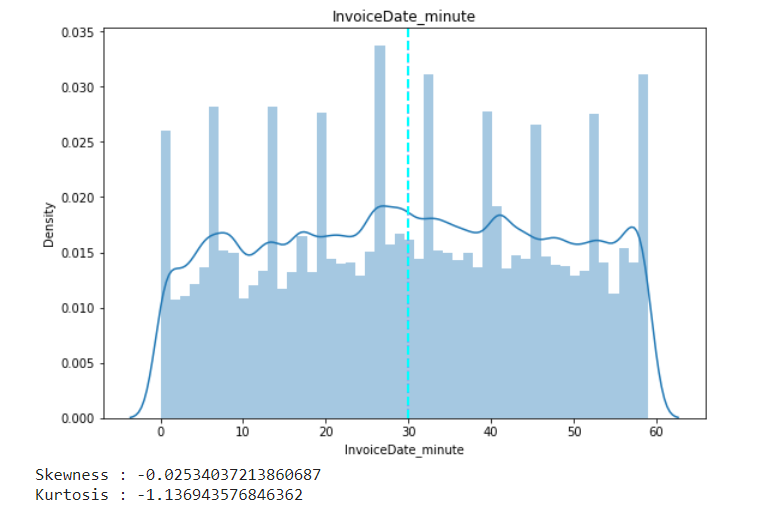 InvoiceDate_minute
0.035
0.030
0.025
0.020
0.015
0.010
0.005
0.000
Density
0 10 20 30 40 50 60
InvoiceDate_minute
Skewness : -0.02534037213860687
Kurtosis : -1.136943576846362